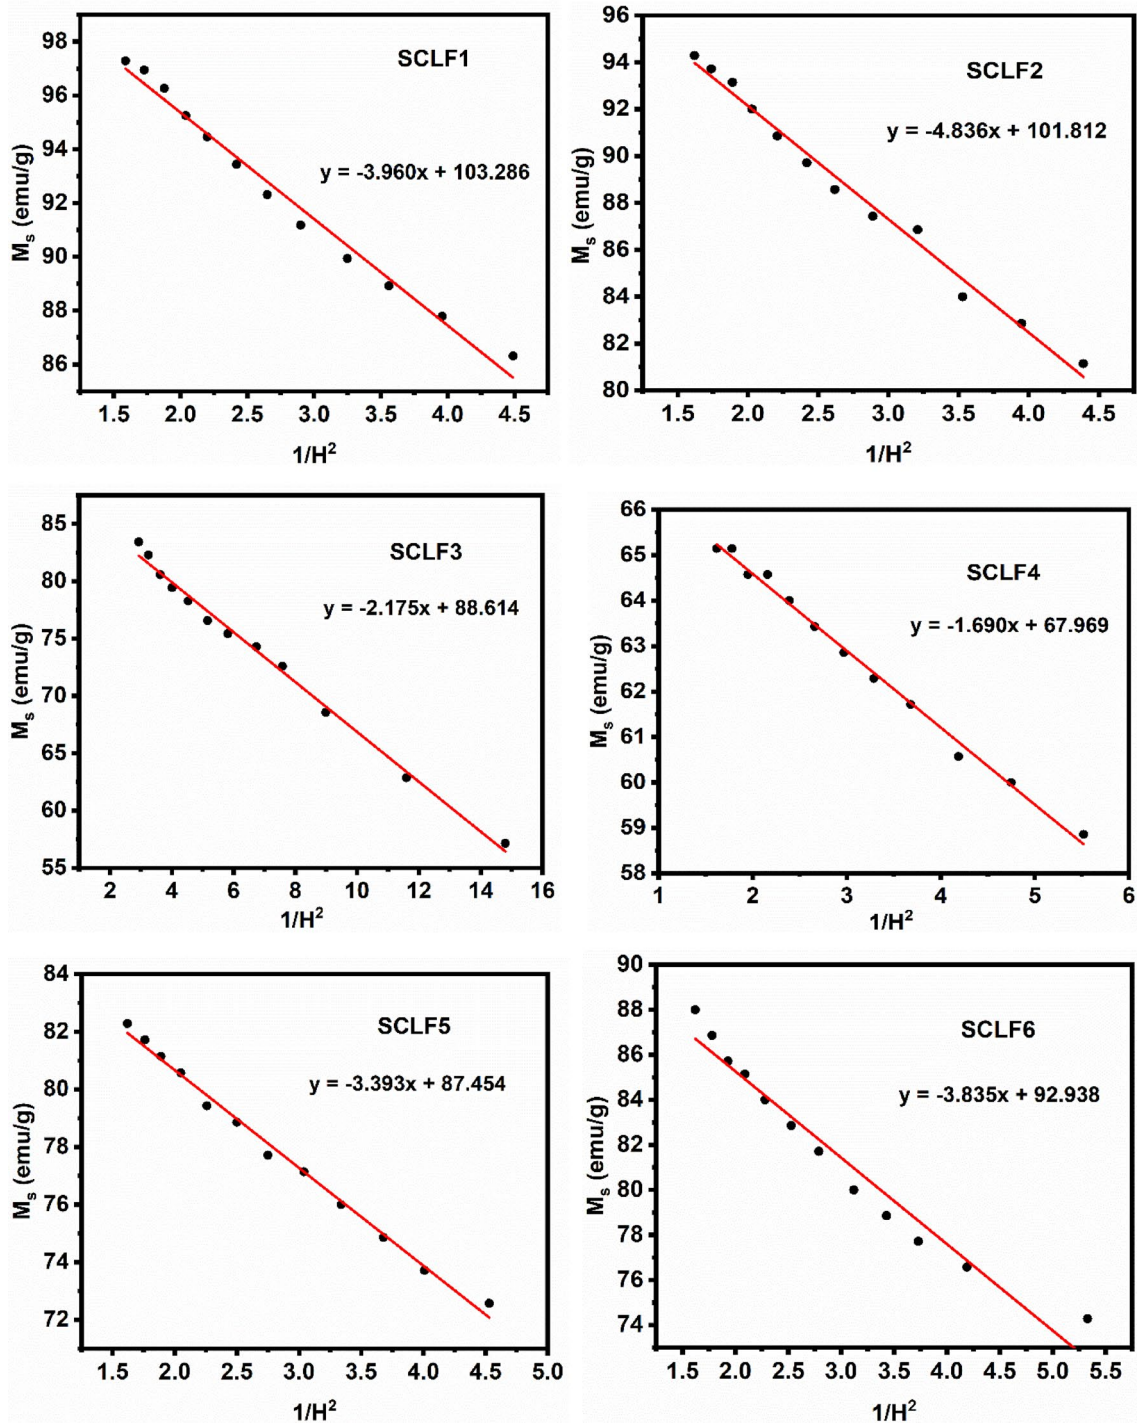 SCLF1
y = -3.960x + 103.286
Ms (emu/g)
98
96
94
92
90
88
86
1.5 2.0 2.5 3.0 3.5 4.0 4.5
1/H²
SCLF2
y = -4.836x + 101.812
Ms (emu/g)
96
94
92
90
88
86
84
82
80
1.5 2.0 2.5 3.0 3.5 4.0 4.5
1/H²
SCLF3
y = -2.175x + 88.614
Ms (emu/g)
85
80
75
70
65
60
55
2 4 6 8 10 12 14 16
1/H²
SCLF4
y = -1.690x + 67.969
Ms (emu/g)
66
65
64
63
62
61
60
59
58
1 2 3 4 5 6
1/H²
SCLF5
y = -3.393x + 87.454
Ms (emu/g)
84
82
80
78
76
74
72
1.5 2.0 2.5 3.0 3.5 4.0 4.5 5.0
1/H²
SCLF6
y = -3.835x + 92.938
Ms (emu/g)
90
88
86
84
82
80
78
76
74
1.5 2.0 2.5 3.0 3.5 4.0 4.5 5.0 5.5
1/H²